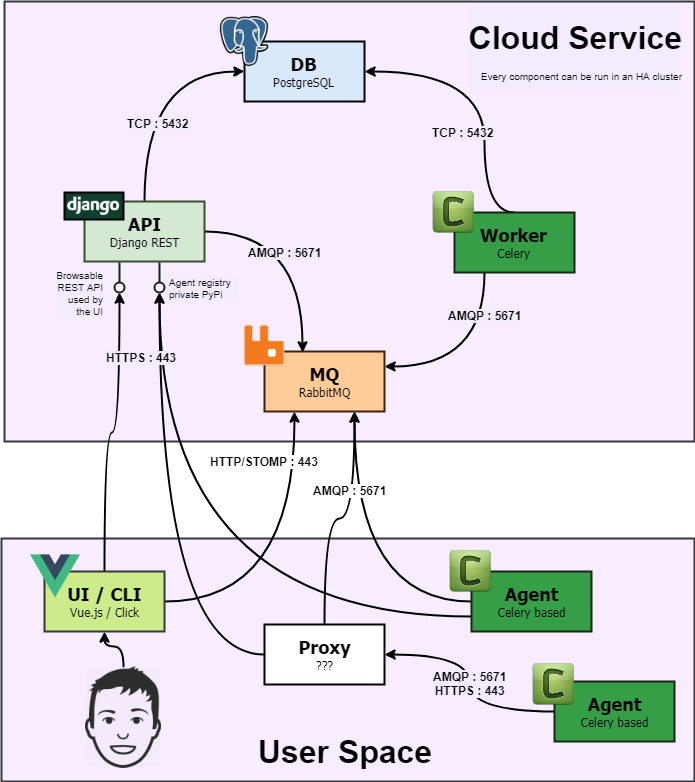 Cloud Service
Every component can be run in an HA cluster
DB
PostgreSQL
TCP : 5432
TCP : 5432
django
API
Django REST
C
Worker
Celery
AMQP : 5671
Browsable
REST API
used by
the UI
Agent registry
private PyPi
AMQP : 5671
HTTPS : 443
MQ
RabbitMQ
HTTP/STOMP : 443
AMQP : 5671
UI / CLI
Vue.js / Click
C
Agent
Celery based
Proxy
???
AMQP : 5671
HTTPS : 443
C
Agent
Celery based
User Space